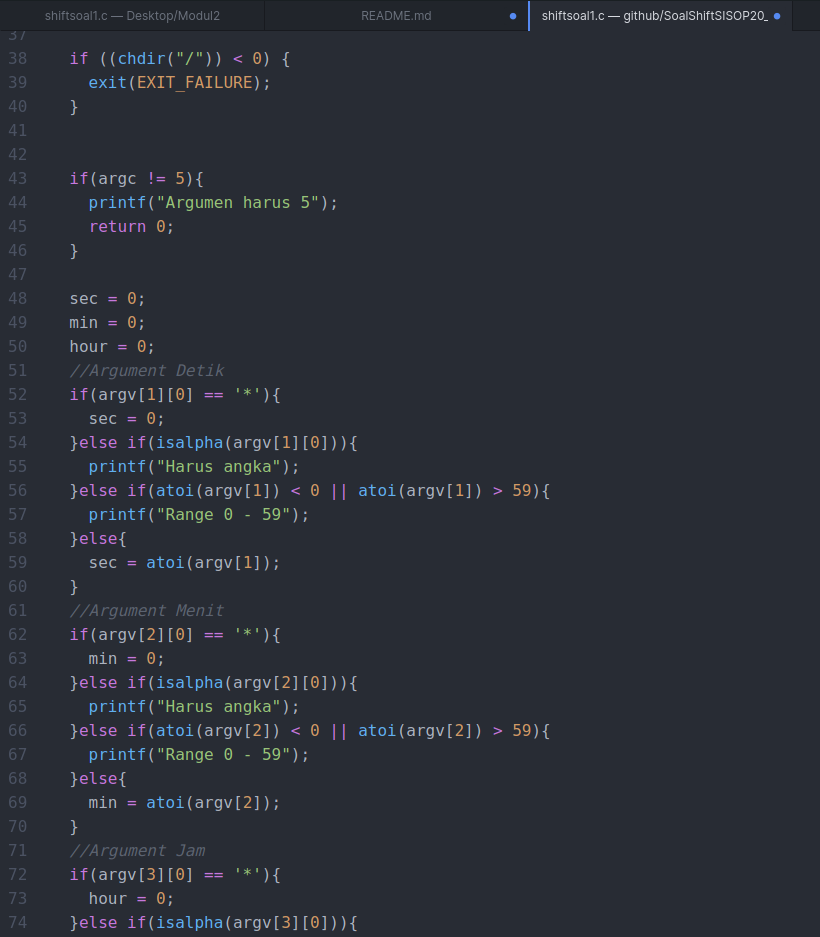 shiftsoal1.c — Desktop/Modul2 README.md shiftsoal1.c — github/SoalShiftSISOP20_
37
38 if ((chdir("/")) < 0) {
39 exit(EXIT_FAILURE);
40 }
41
42
43 if(argc != 5){
44 printf("Argumen harus 5");
45 return 0;
46 }
47
48 sec = 0;
49 min = 0;
50 hour = 0;
51 //Argument Detik
52 if(argv[1][0] == '*'){
53 sec = 0;
54 }else if(isalpha(argv[1][0])){
55 printf("Harus angka");
56 }else if(atoi(argv[1]) < 0 || atoi(argv[1]) > 59){
57 printf("Range 0 - 59");
58 }else{
59 sec = atoi(argv[1]);
60 }
61 //Argument Menit
62 if(argv[2][0] == '*'){
63 min = 0;
64 }else if(isalpha(argv[2][0])){
65 printf("Harus angka");
66 }else if(atoi(argv[2]) < 0 || atoi(argv[2]) > 59){
67 printf("Range 0 - 59");
68 }else{
69 min = atoi(argv[2]);
70 }
71 //Argument Jam
72 if(argv[3][0] == '*'){
73 hour = 0;
74 }else if(isalpha(argv[3][0])){